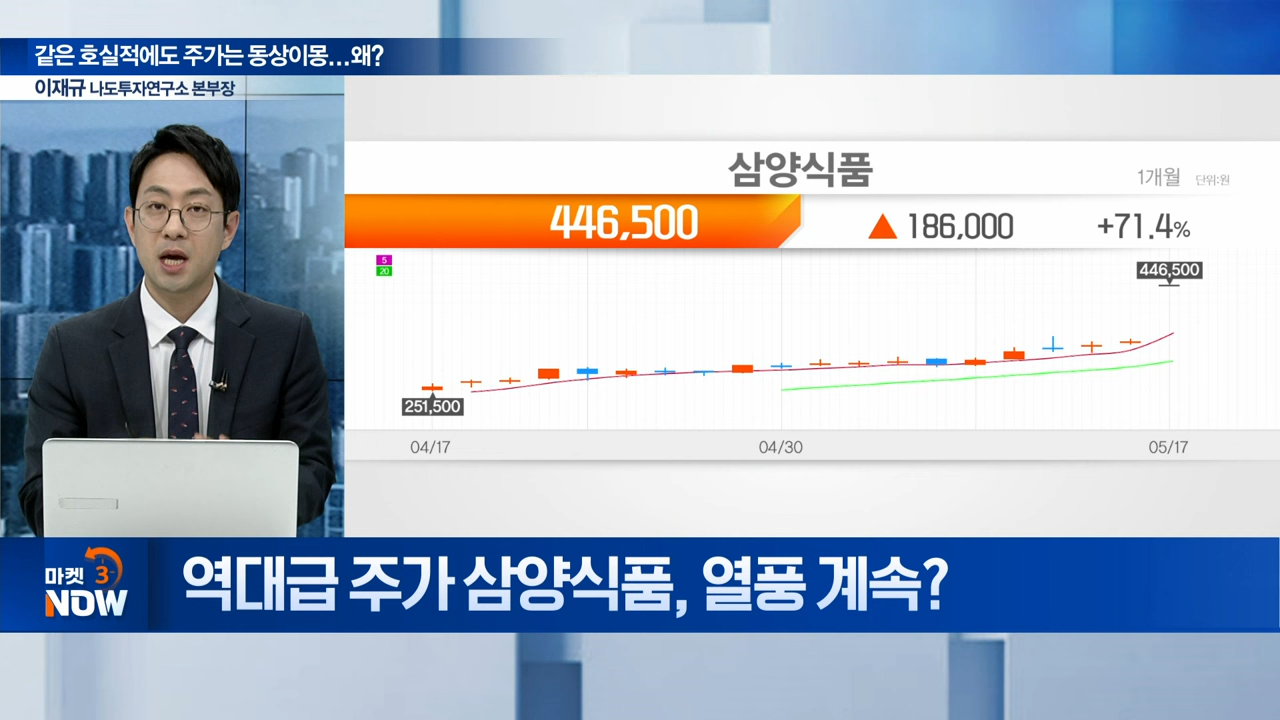 같은 호실적에도 주가는 동상이몽…왜?
이재규 나도투자연구소 본부장
삼양식품
1개월 단위:원
446,500 ▲ 186,000 +71.4%
5
20
446,500
251,500
04/17 04/30 05/17
마켓 3
NOW
역대급 주가 삼양식품, 열풍 계속?